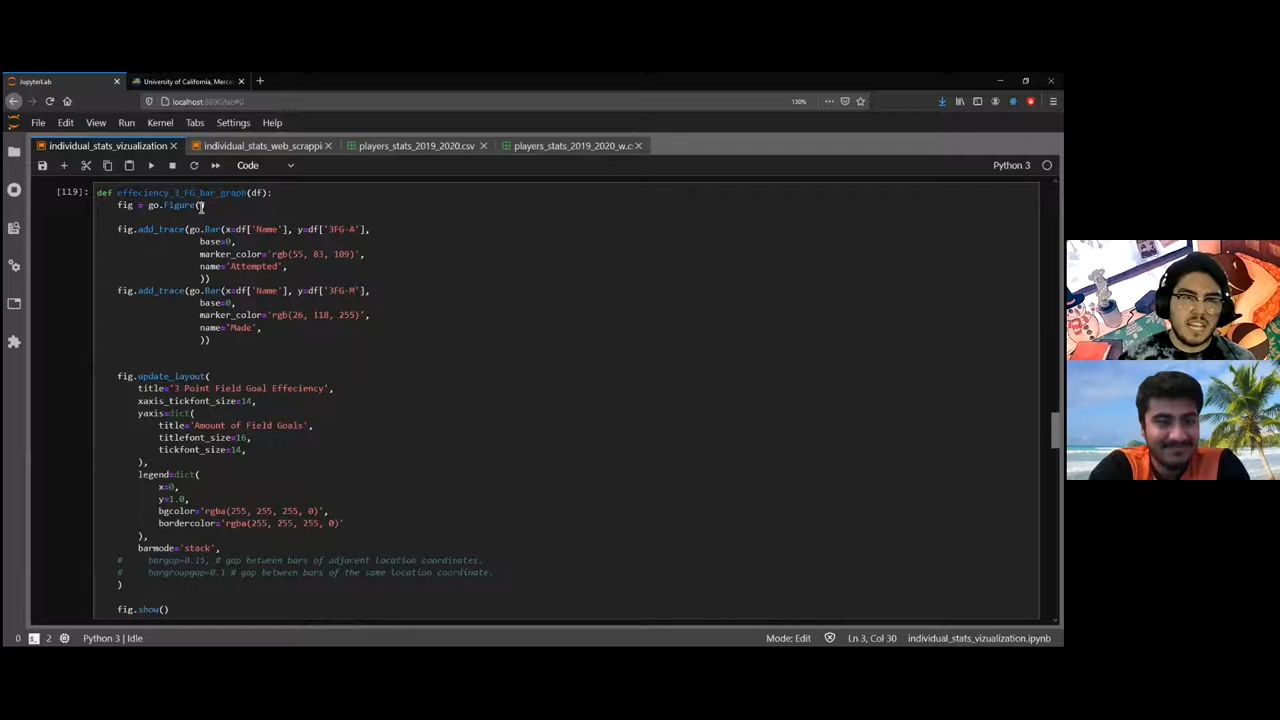 JupyterLab
University of California, Merce
localhost:8890/lab#0
130%
File Edit View Run Kernel Tabs Settings Help
individual_stats_vizualization
individual_stats_web_scrappi
players_stats_2019_2020.csv
players_stats_2019_2020_w.c
Code
Python 3
[119]:
def effeciency_3_FG_bar_graph(df):
fig = go.Figure()
fig.add_trace(go.Bar(x=df['Name'], y=df['3FG-A'],
base=0,
marker_color='rgb(55, 83, 109)',
name='Attempted',
))
fig.add_trace(go.Bar(x=df['Name'], y=df['3FG-M'],
base=0,
marker_color='rgb(26, 118, 255)',
name='Made',
))
fig.update_layout(
title='3 Point Field Goal Effeciency',
xaxis_tickfont_size=14,
yaxis=dict(
title='Amount of Field Goals',
titlefont_size=16,
tickfont_size=14,
),
legend=dict(
x=0,
y=1.0,
bgcolor='rgba(255, 255, 255, 0)',
bordercolor='rgba(255, 255, 255, 0)'
),
barmode='stack',
# bargap=0.15, # gap between bars of adjacent location coordinates.
# bargroupgap=0.1 # gap between bars of the same location coordinate.
)
fig.show()
0 2 Python 3 | Idle
Mode: Edit Ln 3, Col 30 individual_stats_vizualization.ipynb